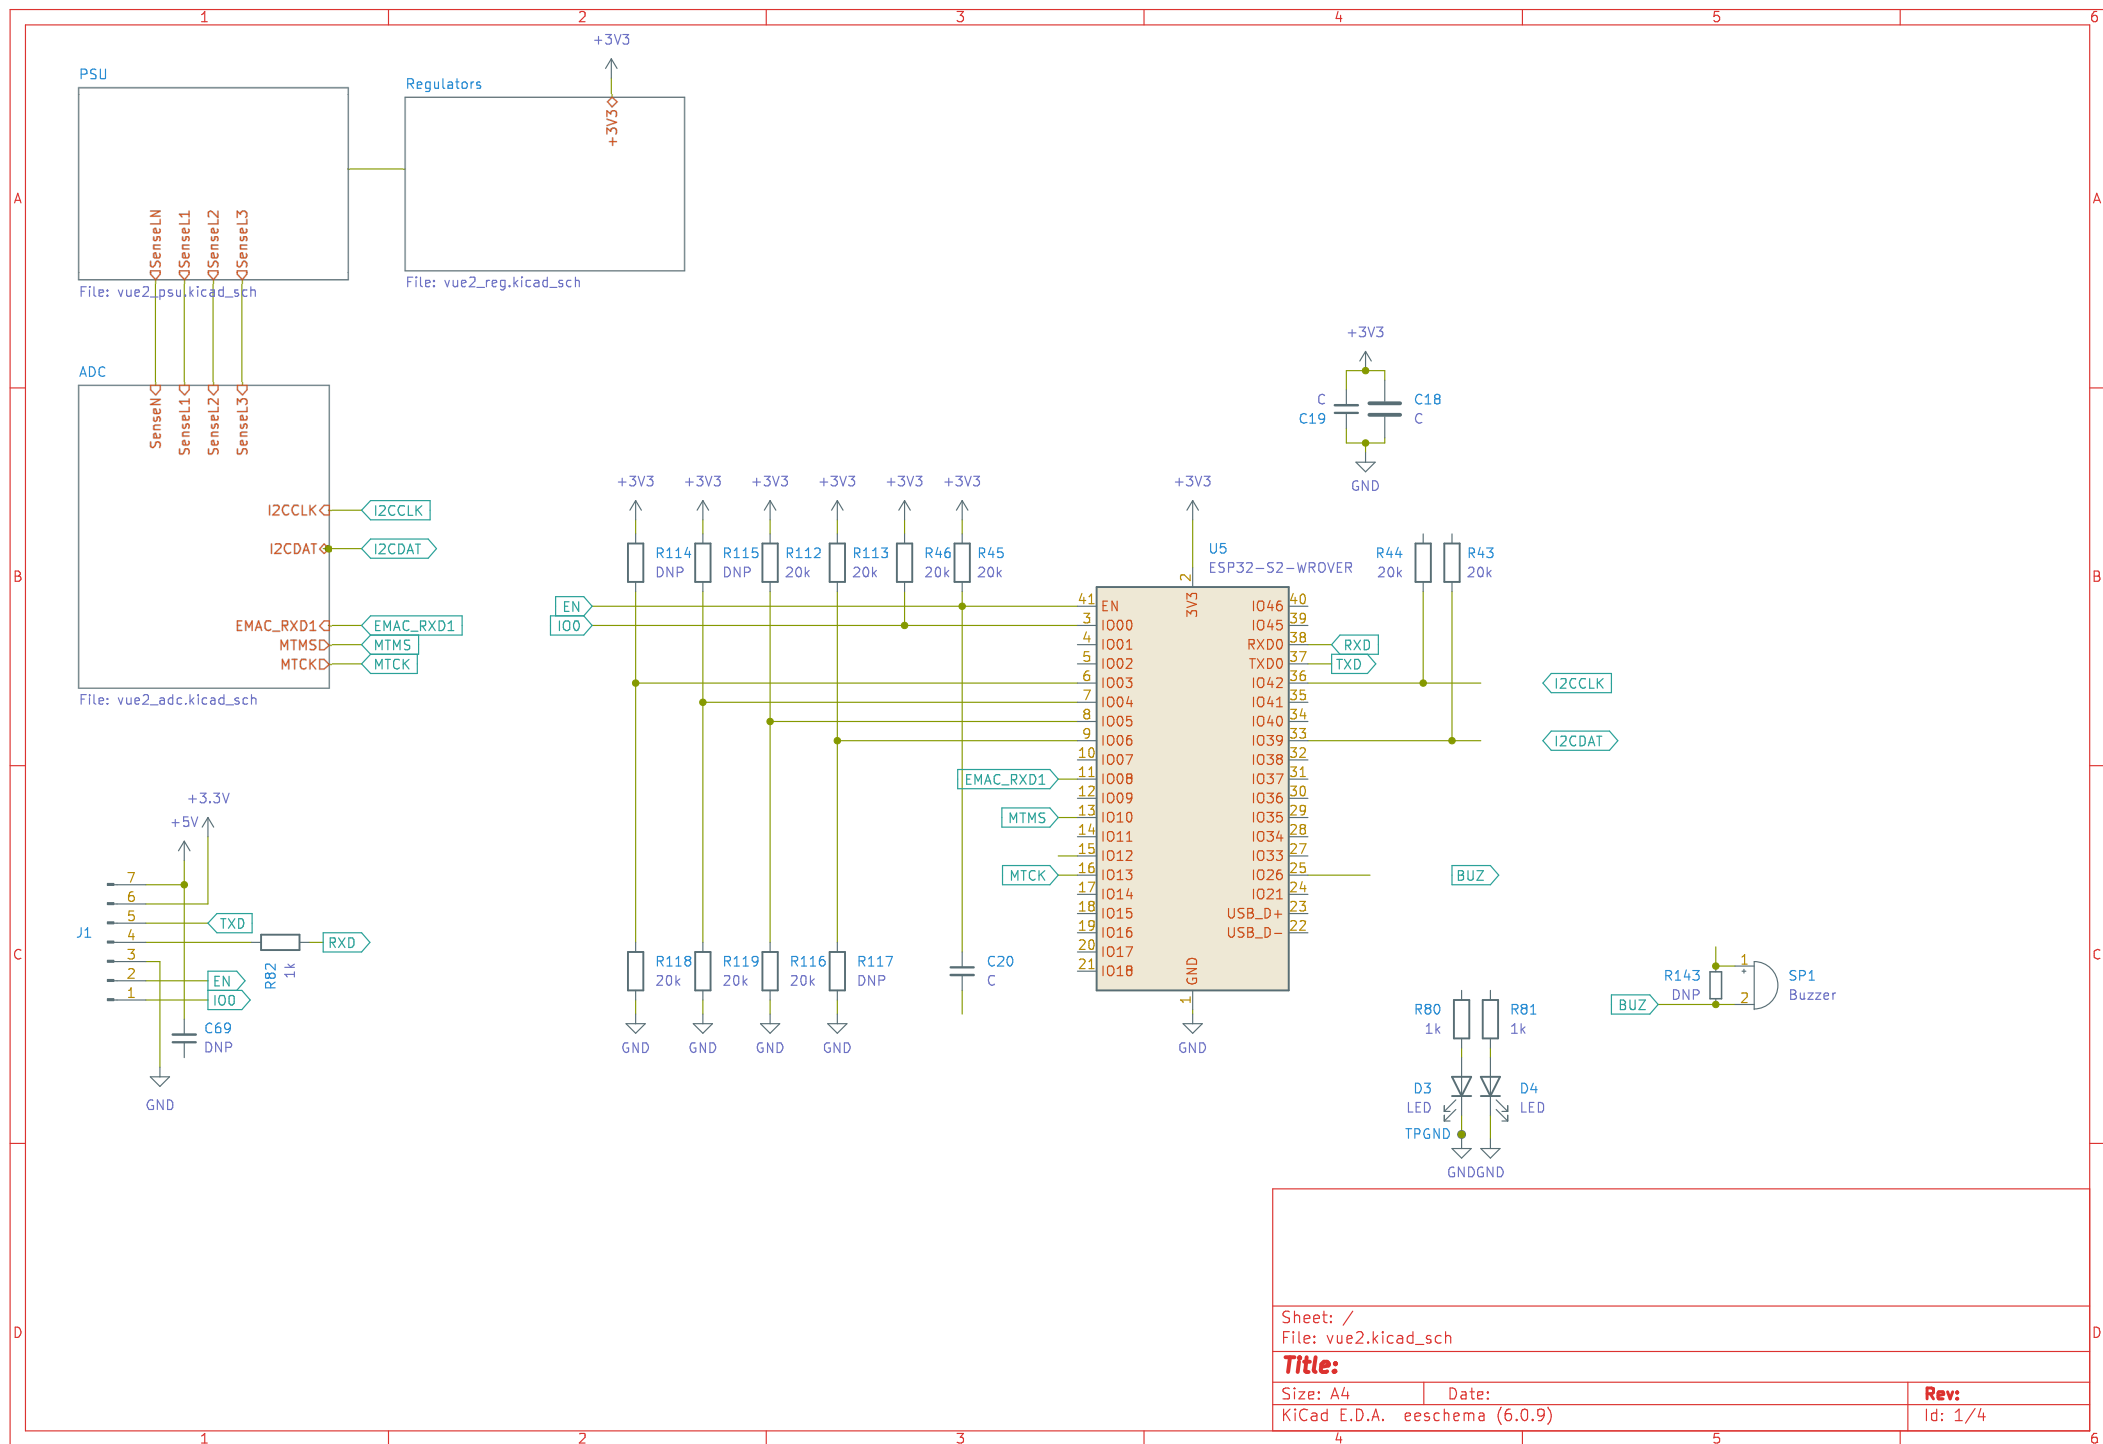 1 2 3 4 5 6
+3V3
PSU
Regulators
+3V3
A A
SenseLN
SenseL1
SenseL2
SenseL3
File: vue2_psu.kicad_sch
File: vue2_reg.kicad_sch
ADC
SenseN
SenseL1
SenseL2
SenseL3
I2CCLK I2CCLK
I2CDAT I2CDAT
EMAC_RXD1 EMAC_RXD1
MTMS MTMS
MTCK MTCK
File: vue2_adc.kicad_sch
+3V3
C C18
C19 C
GND
+3V3 +3V3 +3V3 +3V3 +3V3 +3V3 +3V3
R114 R115 R112 R113 R46 R45
DNP DNP 20k 20k 20k 20k
U5
ESP32-S2-WROVER
R44 R43
20k 20k
B B
2
3V3
EN
IO0
41 EN IO46 40
3 IO00 IO45 39
4 IO01 RXD0 38 RXD
5 IO02 TXD0 37 TXD
6 IO03 IO42 36 I2CCLK
7 IO04 IO41 35
8 IO05 IO40 34
9 IO06 IO39 33 I2CDAT
10 IO07 IO38 32
EMAC_RXD1 11 IO08 IO37 31
12 IO09 IO36 30
MTMS 13 IO10 IO35 29
14 IO11 IO34 28
15 IO12 IO33 27
MTCK 16 IO13 IO26 25 BUZ
17 IO14 IO21 24
18 IO15 USB_D+ 23
19 IO16 USB_D- 22
20 IO17
21 IO18
GND
1
GND
+3.3V
+5V
7
6
5 TXD
J1
4 RXD
3
2 EN
1 IO0
R82
1k
C69
DNP
GND
C C
R118 R119 R116 R117 C20
20k 20k 20k DNP C
GND GND GND GND
R143 1 SP1
+
DNP 2 Buzzer
BUZ
R80 R81
1k 1k
D3 D4
LED LED
TPGND
GND GND
D D
Sheet: /
File: vue2.kicad_sch
Title:
Size: A4 Date: Rev:
KiCad E.D.A. eeschema (6.0.9) Id: 1/4
1 2 3 4 5 6